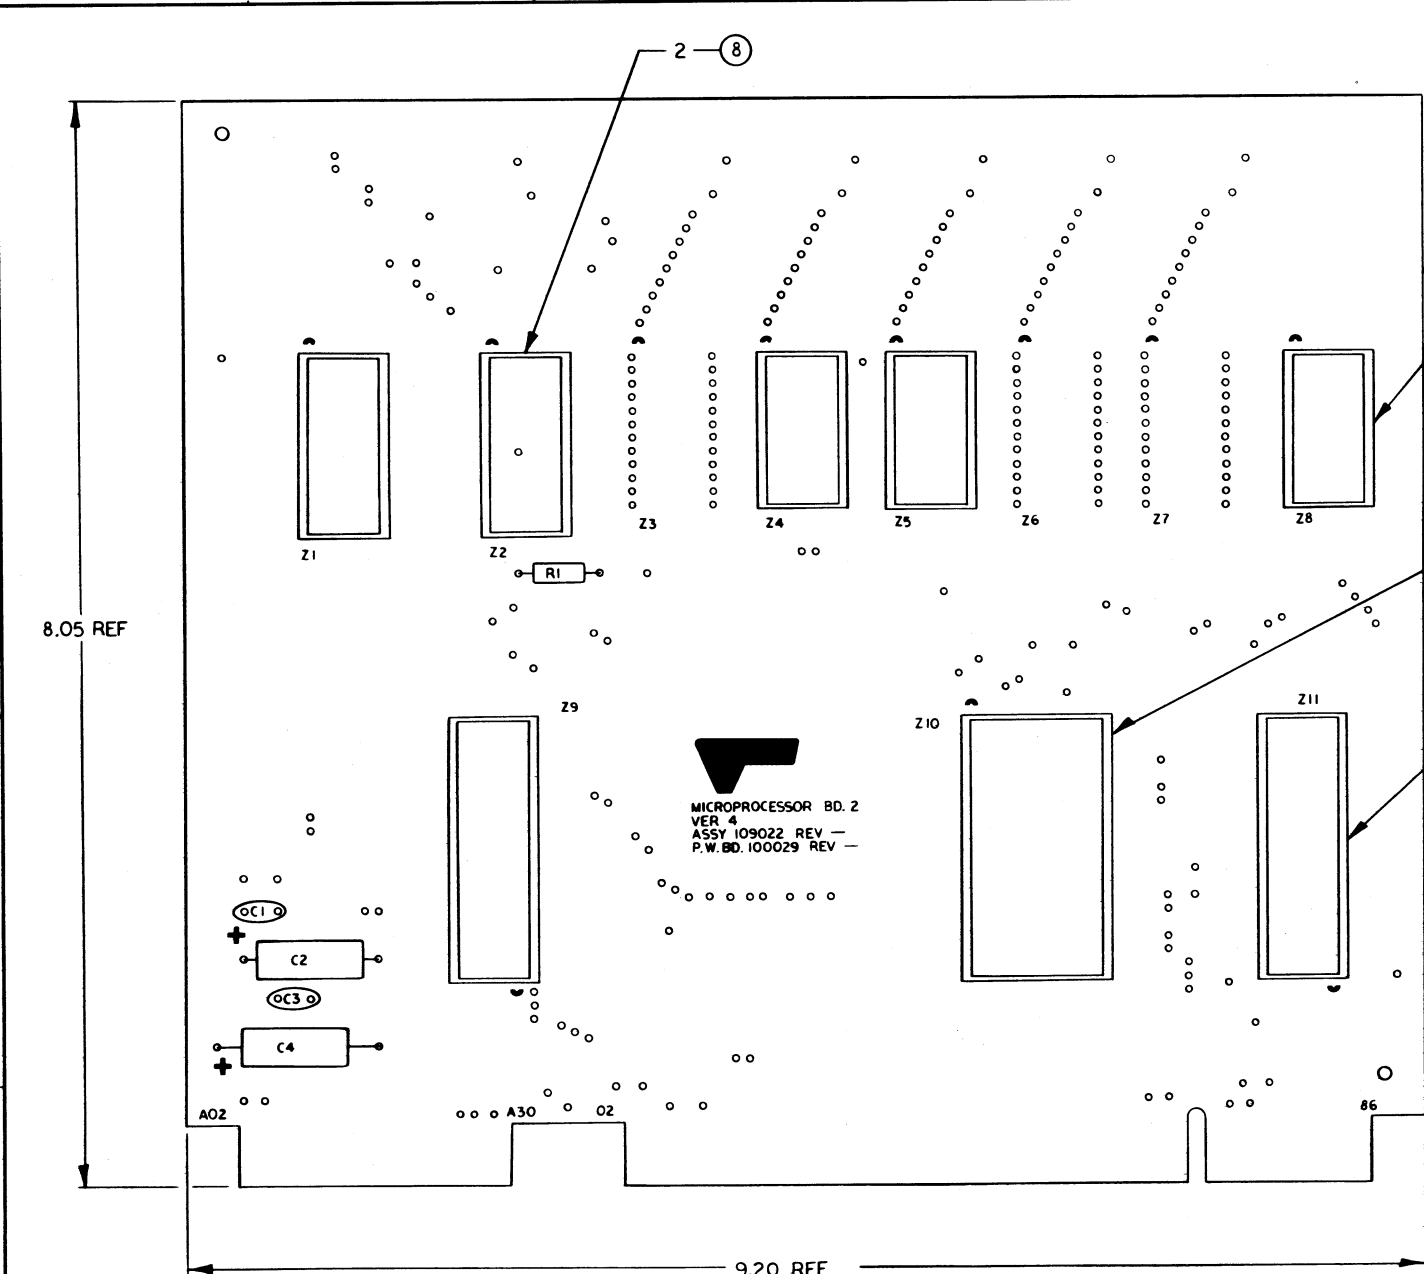 2 8
Z1
Z2
Z3
Z4
Z5
Z6
Z7
Z8
R1
8.05 REF
Z9
Z10
Z11
MICROPROCESSOR BD. 2
VER 4
ASSY 109022 REV —
P.W.BD. 100029 REV —
C1
C2
C3
C4
A02
A30
02
86
9.20 REF